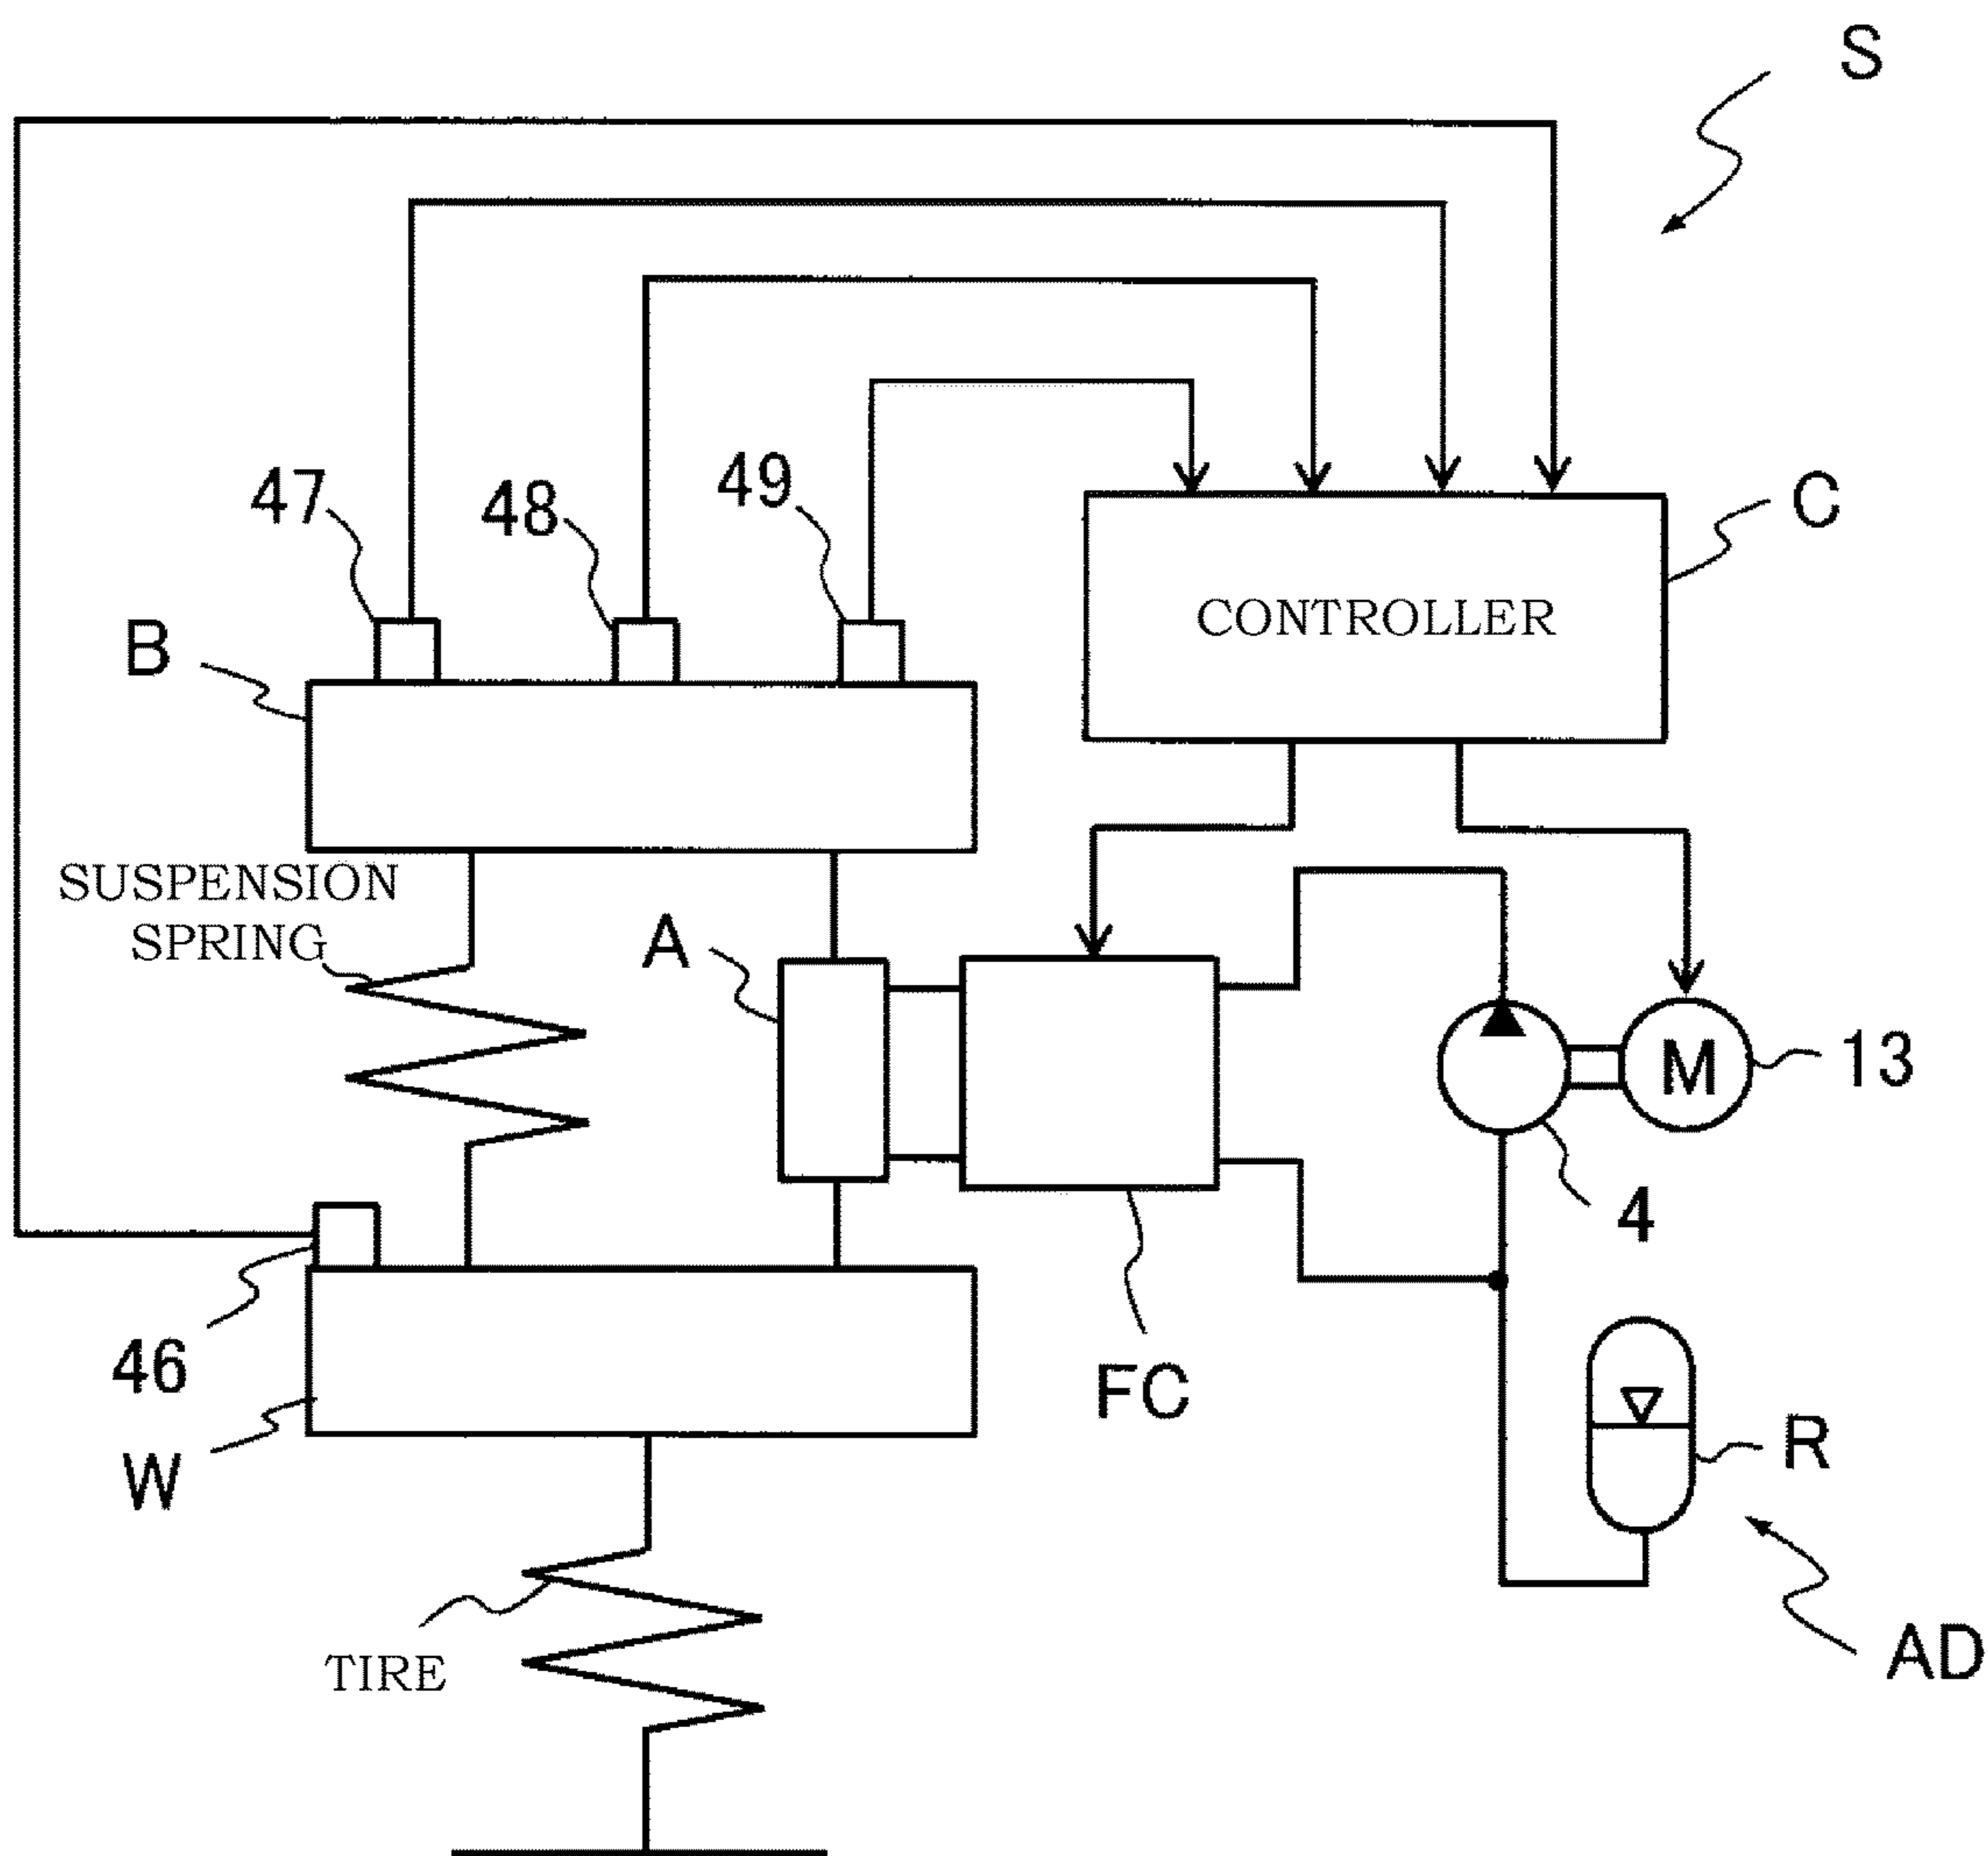 S
47
48
49
C
CONTROLLER
B
SUSPENSION
SPRING
A
M
13
4
46
FC
R
W
TIRE
AD